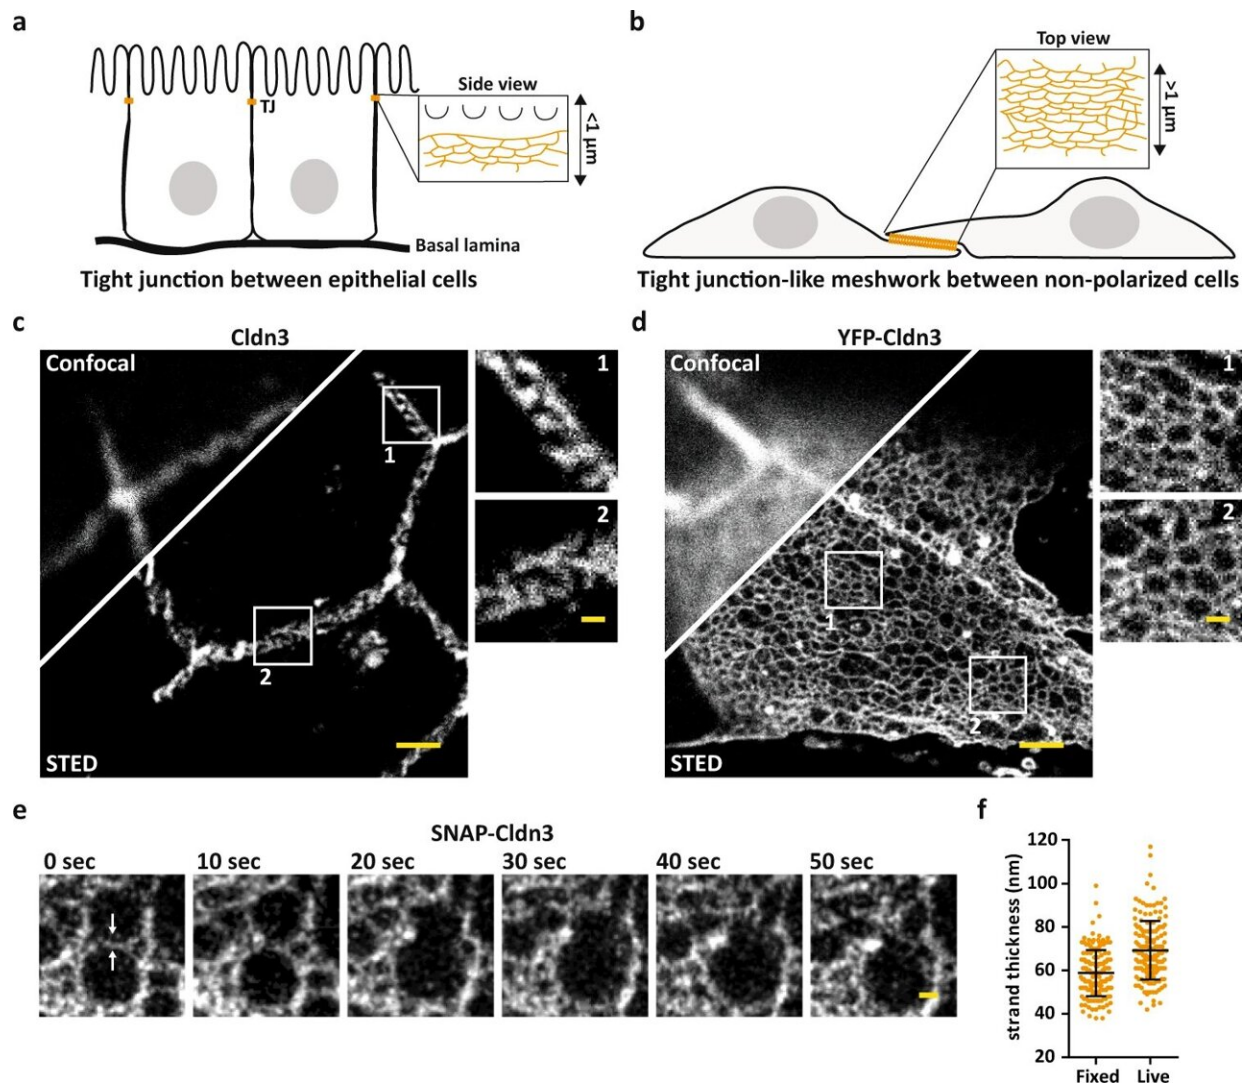 a
Side view
TJ
<1 μm
Basal lamina
Tight junction between epithelial cells
b
Top view
>1 μm
Tight junction-like meshwork between non-polarized cells
c
Cldn3
Confocal
1
2
STED
1
2
d
YFP-Cldn3
Confocal
1
2
STED
1
2
e
SNAP-Cldn3
0 sec
10 sec
20 sec
30 sec
40 sec
50 sec
f
strand thickness (nm)
120
100
80
60
40
20
Fixed
Live